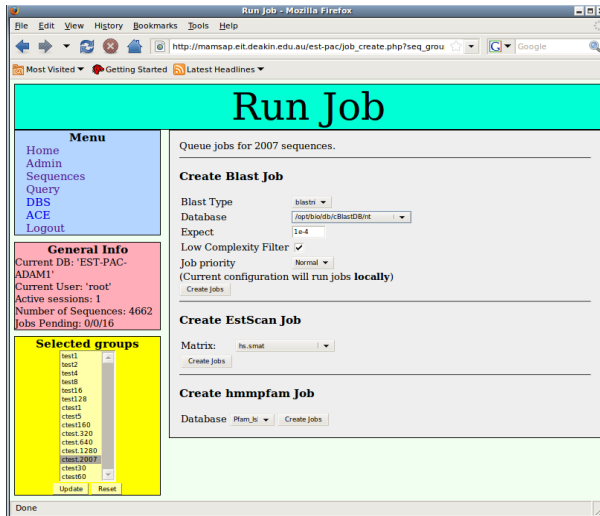 Run Job - Mozilla Firefox
File Edit View History Bookmarks Tools Help
http://mamsap.eit.deakin.edu.au/est-pac/job_create.php?seq_grou
Google
Most Visited Getting Started Latest Headlines
Run Job
Menu
Home
Admin
Sequences
Query
DBS
ACE
Logout
General Info
Current DB: 'EST-PAC-
ADAM1'
Current User: 'root'
Active sessions: 1
Number of Sequences: 4662
Jobs Pending: 0/0/16
Selected groups
test1
test2
test4
test8
test16
test128
ctest1
ctest5
ctest160
ctest.320
ctest.640
ctest.1280
ctest.2007
ctest30
ctest60
Update Reset
Queue jobs for 2007 sequences.
Create Blast Job
Blast Type blastn
Database /opt/bio/db/cBlastDB/nt
Expect 1e-4
Low Complexity Filter
Job priority Normal
(Current configuration will run jobs locally)
Create Jobs
Create EstScan Job
Matrix: hs.smat
Create Jobs
Create hmmpfam Job
Database Pfam_ls Create Jobs
Done